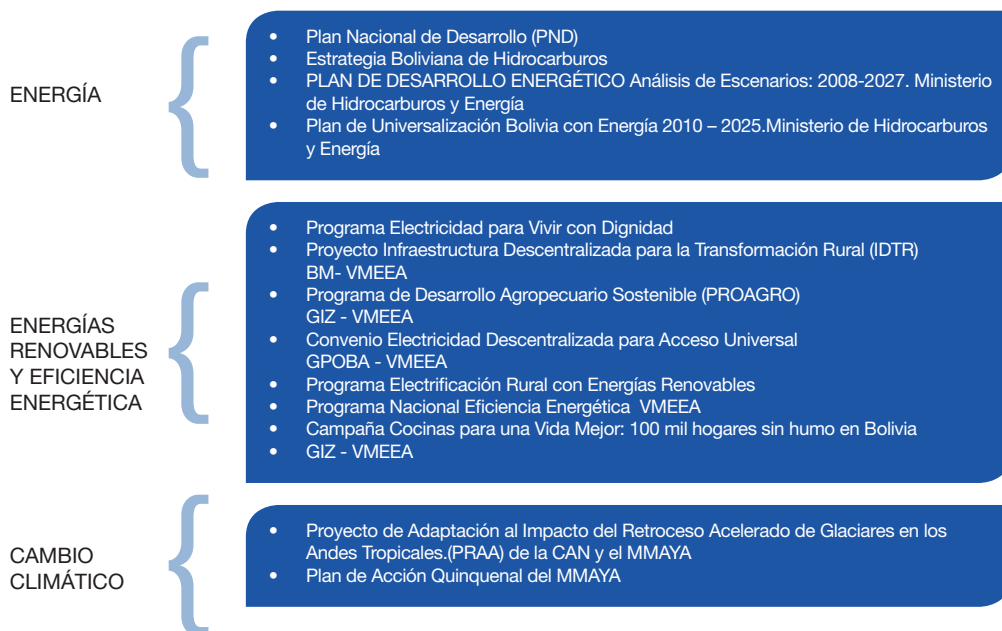 ENERGÍA
• Plan Nacional de Desarrollo (PND)
• Estrategia Boliviana de Hidrocarburos
• PLAN DE DESARROLLO ENERGÉTICO Análisis de Escenarios: 2008-2027. Ministerio
de Hidrocarburos y Energía
• Plan de Universalización Bolivia con Energía 2010 – 2025.Ministerio de Hidrocarburos
y Energía
ENERGÍAS
RENOVABLES
Y EFICIENCIA
ENERGÉTICA
• Programa Electricidad para Vivir con Dignidad
• Proyecto Infraestructura Descentralizada para la Transformación Rural (IDTR)
BM- VMEEA
• Programa de Desarrollo Agropecuario Sostenible (PROAGRO)
GIZ - VMEEA
• Convenio Electricidad Descentralizada para Acceso Universal
GPOBA - VMEEA
• Programa Electrificación Rural con Energías Renovables
• Programa Nacional Eficiencia Energética VMEEA
• Campaña Cocinas para una Vida Mejor: 100 mil hogares sin humo en Bolivia
• GIZ - VMEEA
CAMBIO
CLIMÁTICO
• Proyecto de Adaptación al Impacto del Retroceso Acelerado de Glaciares en los
Andes Tropicales.(PRAA) de la CAN y el MMAYA
• Plan de Acción Quinquenal del MMAYA